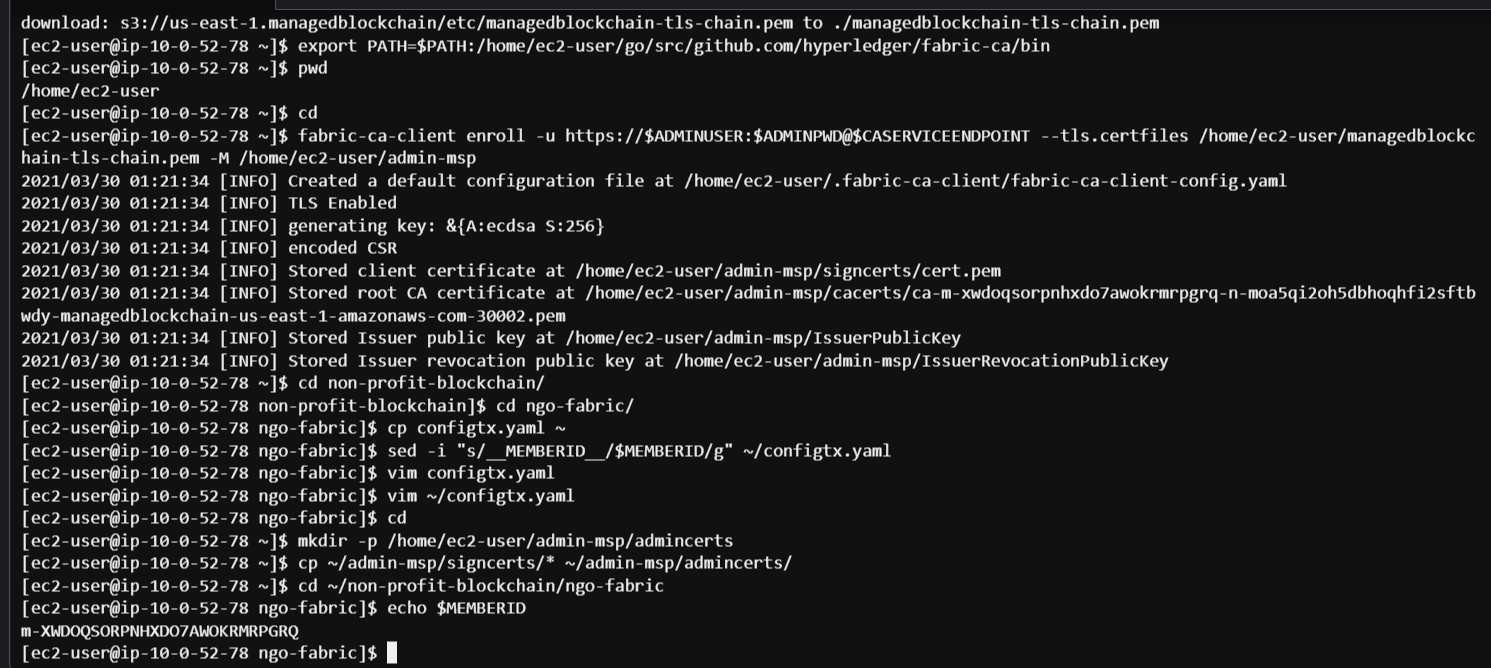 download: s3://us-east-1.managedblockchain/etc/managedblockchain-tls-chain.pem to ./managedblockchain-tls-chain.pem
[ec2-user@ip-10-0-52-78 ~]$ export PATH=$PATH:/home/ec2-user/go/src/github.com/hyperledger/fabric-ca/bin
[ec2-user@ip-10-0-52-78 ~]$ pwd
/home/ec2-user
[ec2-user@ip-10-0-52-78 ~]$ cd
[ec2-user@ip-10-0-52-78 ~]$ fabric-ca-client enroll -u https://$ADMINUSER:$ADMINPWD@$CASERVICEENDPOINT --tls.certfiles /home/ec2-user/managedblockc
hain-tls-chain.pem -M /home/ec2-user/admin-msp
2021/03/30 01:21:34 [INFO] Created a default configuration file at /home/ec2-user/.fabric-ca-client/fabric-ca-client-config.yaml
2021/03/30 01:21:34 [INFO] TLS Enabled
2021/03/30 01:21:34 [INFO] generating key: &{A:ecdsa S:256}
2021/03/30 01:21:34 [INFO] encoded CSR
2021/03/30 01:21:34 [INFO] Stored client certificate at /home/ec2-user/admin-msp/signcerts/cert.pem
2021/03/30 01:21:34 [INFO] Stored root CA certificate at /home/ec2-user/admin-msp/cacerts/ca-m-xwdoqsorpnhxdo7awokrmrpgrq-n-moa5qi2oh5dbhoqhfi2sftb
wdy-managedblockchain-us-east-1-amazonaws-com-30002.pem
2021/03/30 01:21:34 [INFO] Stored Issuer public key at /home/ec2-user/admin-msp/IssuerPublicKey
2021/03/30 01:21:34 [INFO] Stored Issuer revocation public key at /home/ec2-user/admin-msp/IssuerRevocationPublicKey
[ec2-user@ip-10-0-52-78 ~]$ cd non-profit-blockchain/
[ec2-user@ip-10-0-52-78 non-profit-blockchain]$ cd ngo-fabric/
[ec2-user@ip-10-0-52-78 ngo-fabric]$ cp configtx.yaml ~
[ec2-user@ip-10-0-52-78 ngo-fabric]$ sed -i "s/__MEMBERID__/$MEMBERID/g" ~/configtx.yaml
[ec2-user@ip-10-0-52-78 ngo-fabric]$ vim configtx.yaml
[ec2-user@ip-10-0-52-78 ngo-fabric]$ vim ~/configtx.yaml
[ec2-user@ip-10-0-52-78 ngo-fabric]$ cd
[ec2-user@ip-10-0-52-78 ~]$ mkdir -p /home/ec2-user/admin-msp/admincerts
[ec2-user@ip-10-0-52-78 ~]$ cp ~/admin-msp/signcerts/* ~/admin-msp/admincerts/
[ec2-user@ip-10-0-52-78 ~]$ cd ~/non-profit-blockchain/ngo-fabric
[ec2-user@ip-10-0-52-78 ngo-fabric]$ echo $MEMBERID
m-XWDOQSORPNHXDO7AWOKRMRPGRQ
[ec2-user@ip-10-0-52-78 ngo-fabric]$